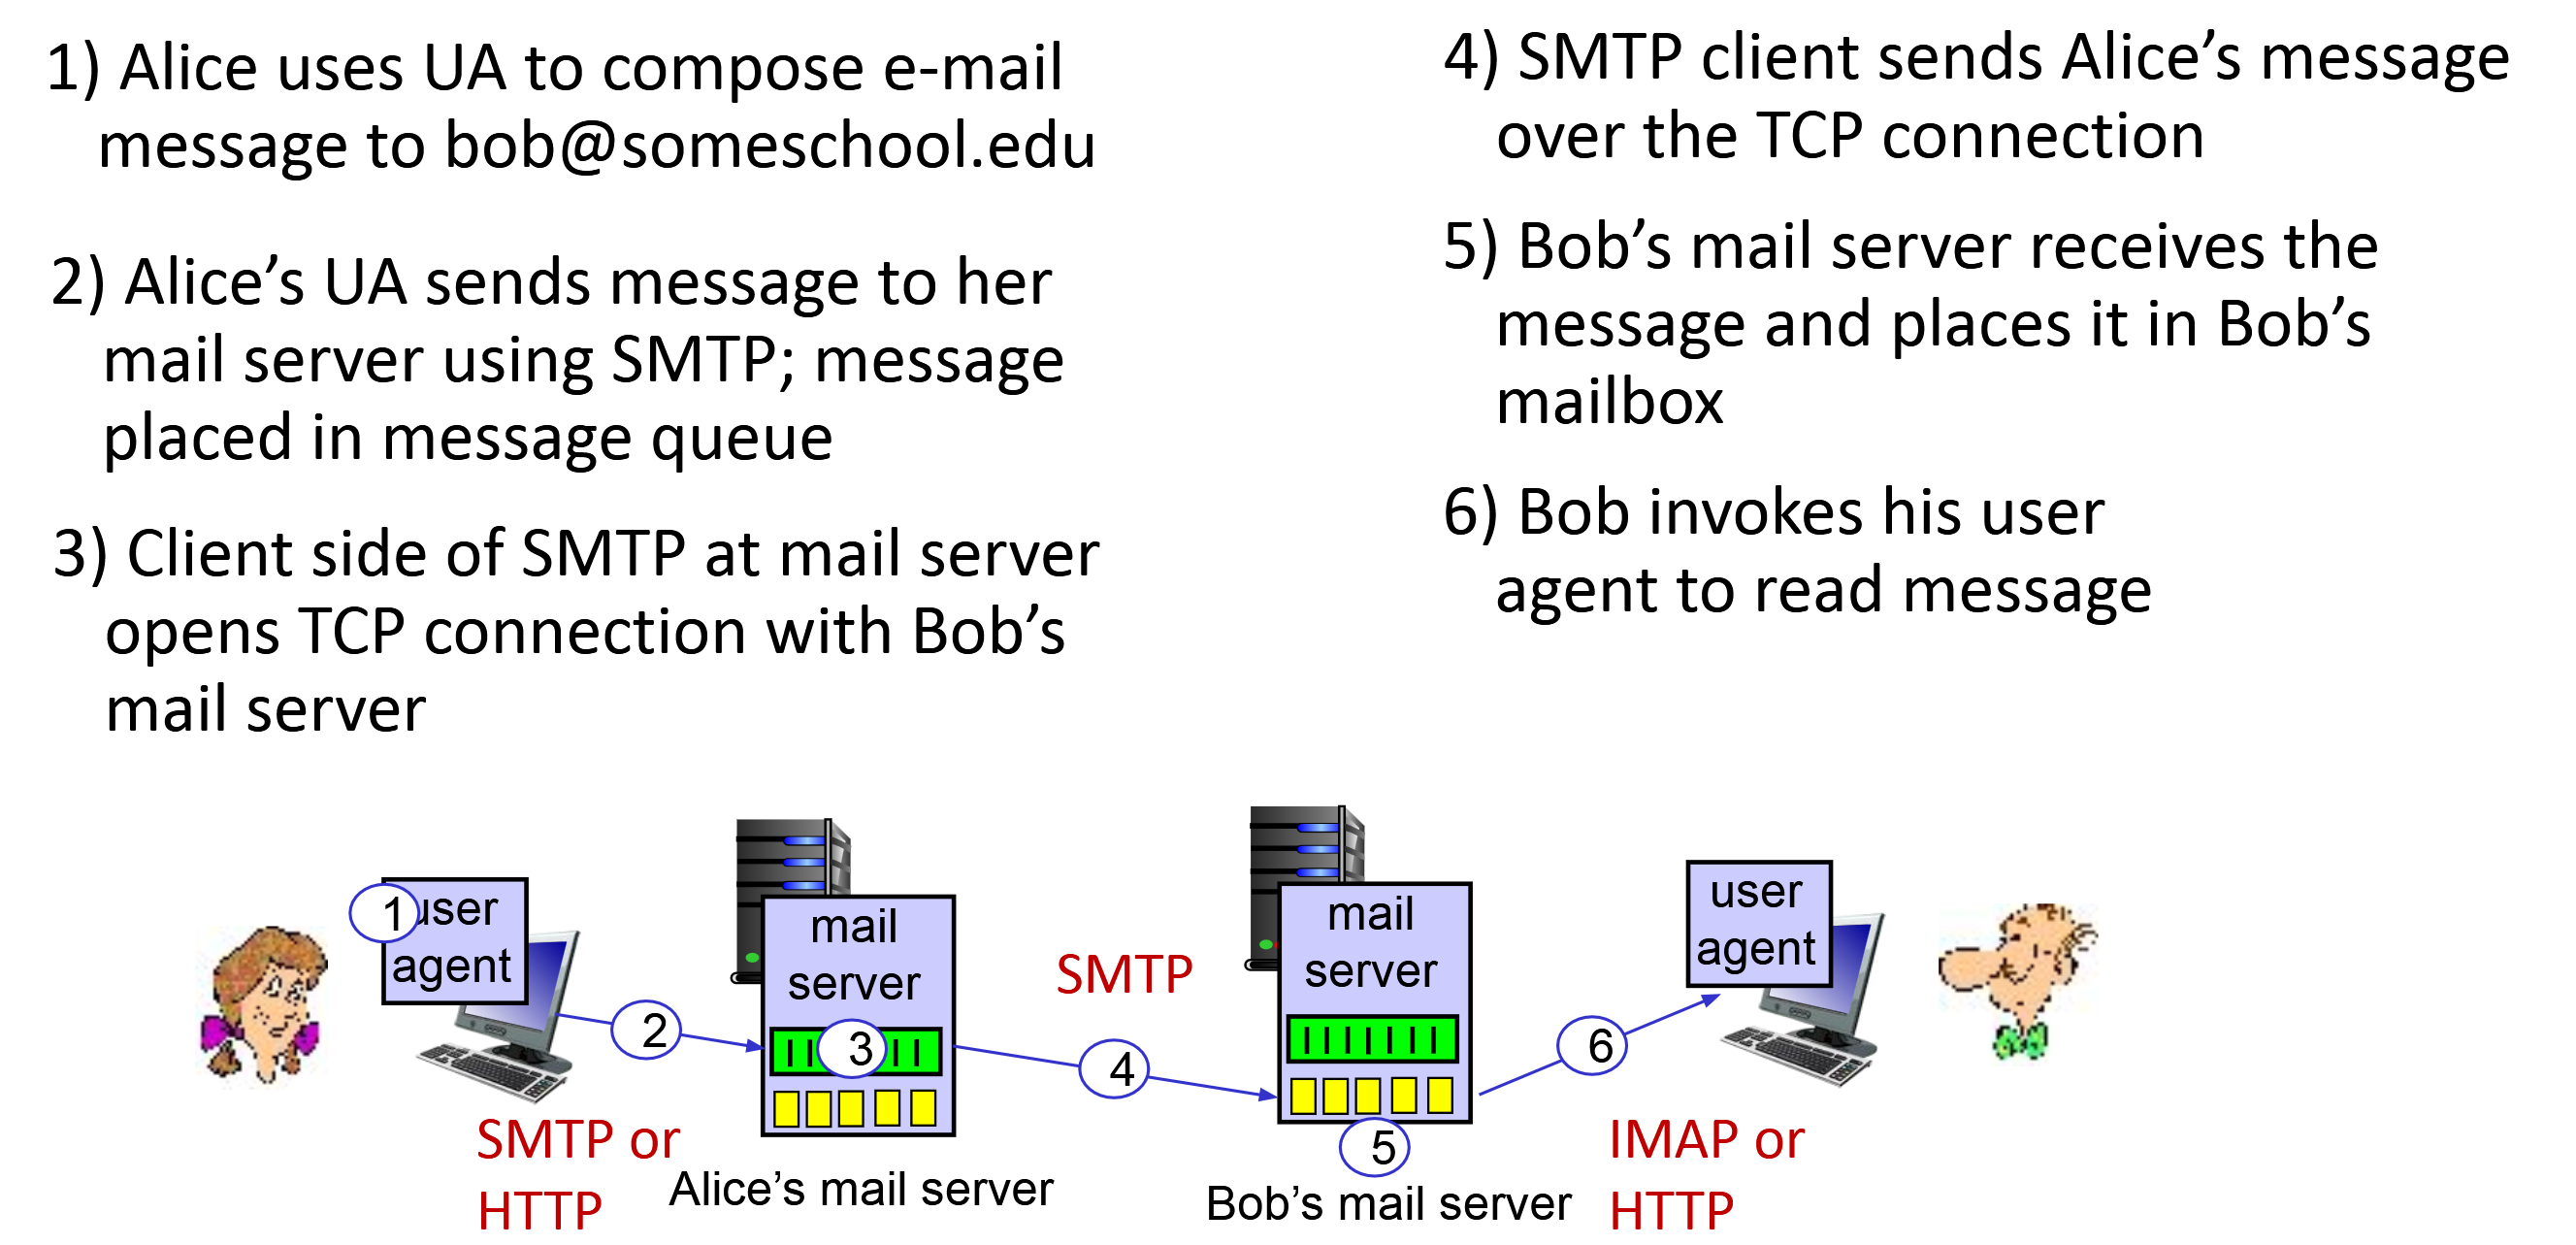 1) Alice uses UA to compose e-mail
message to bob@someschool.edu
2) Alice’s UA sends message to her
mail server using SMTP; message
placed in message queue
3) Client side of SMTP at mail server
opens TCP connection with Bob’s
mail server
4) SMTP client sends Alice’s message
over the TCP connection
5) Bob’s mail server receives the
message and places it in Bob’s
mailbox
6) Bob invokes his user
agent to read message
1
user
agent
2
SMTP or
HTTP
mail
server
3
Alice’s mail server
SMTP
4
mail
server
5
Bob’s mail server
6
IMAP or
HTTP
user
agent